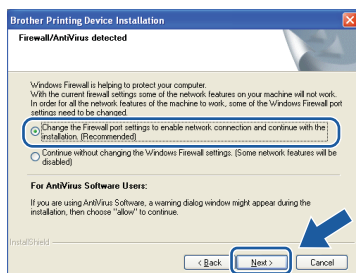 Brother Printing Device Installation
Firewall/AntiVirus detected
Windows Firewall is helping to protect your computer.
With the current firewall settings some of the network features on your machine will not work.
In order for all the network features of the machine to work, some of the Windows Firewall port
settings need to be changed.
Change the Firewall port settings to enable network connection and continue with the
installation. (Recommended)
Continue without changing the Windows Firewall settings. (Some network features will be
disabled)
For AntiVirus Software Users:
If you are using AntiVirus Software, a warning dialog window might appear during the
installation, then choose "allow" to continue.
InstallShield
< Back
Next >
Cancel